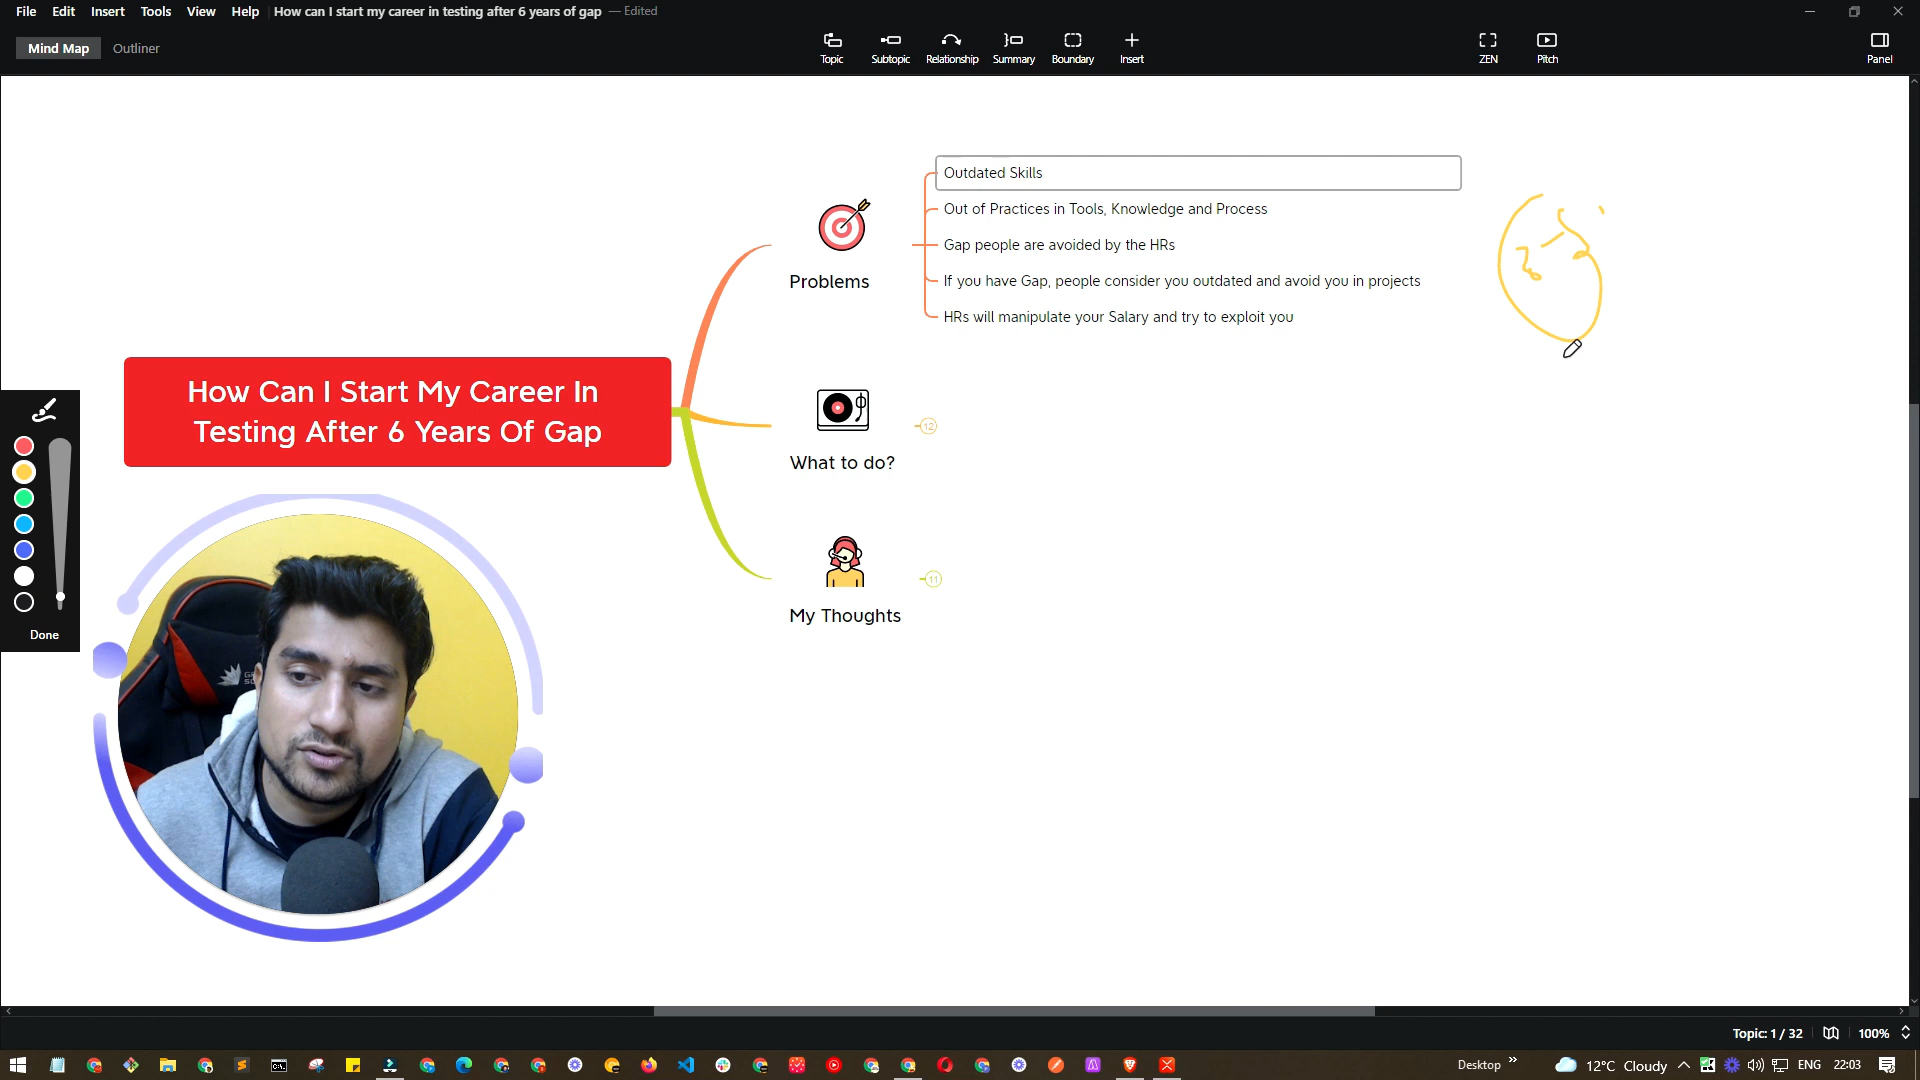 File Edit Insert Tools View Help How can I start my career in testing after 6 years of gap — Edited
Mind Map Outliner
Topic Subtopic Relationship Summary Boundary Insert ZEN Pitch Panel
Outdated Skills
Out of Practices in Tools, Knowledge and Process
Gap people are avoided by the HRs
If you have Gap, people consider you outdated and avoid you in projects
HRs will manipulate your Salary and try to exploit you
Problems
How Can I Start My Career In
Testing After 6 Years Of Gap
12
What to do?
11
My Thoughts
Done
Topic: 1 / 32 100%
Desktop 12°C Cloudy ENG 22:03